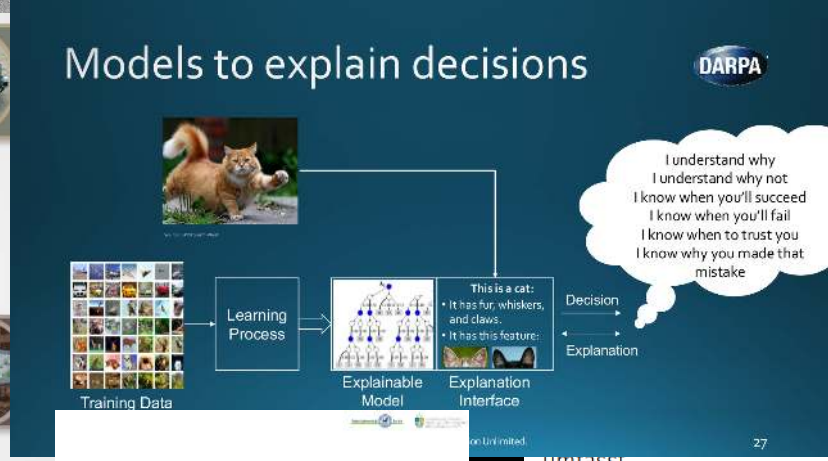 Models to explain decisions
DARPA
I understand why
I understand why not
I know when you'll succeed
I know when you'll fail
I know when to trust you
I know why you made that
mistake
This is a cat:
• It has fur, whiskers,
and claws.
• It has this feature:
Learning
Process
Decision
Explanation
Explainable
Model
Explanation
Interface
Training Data
on Unlimited.
27